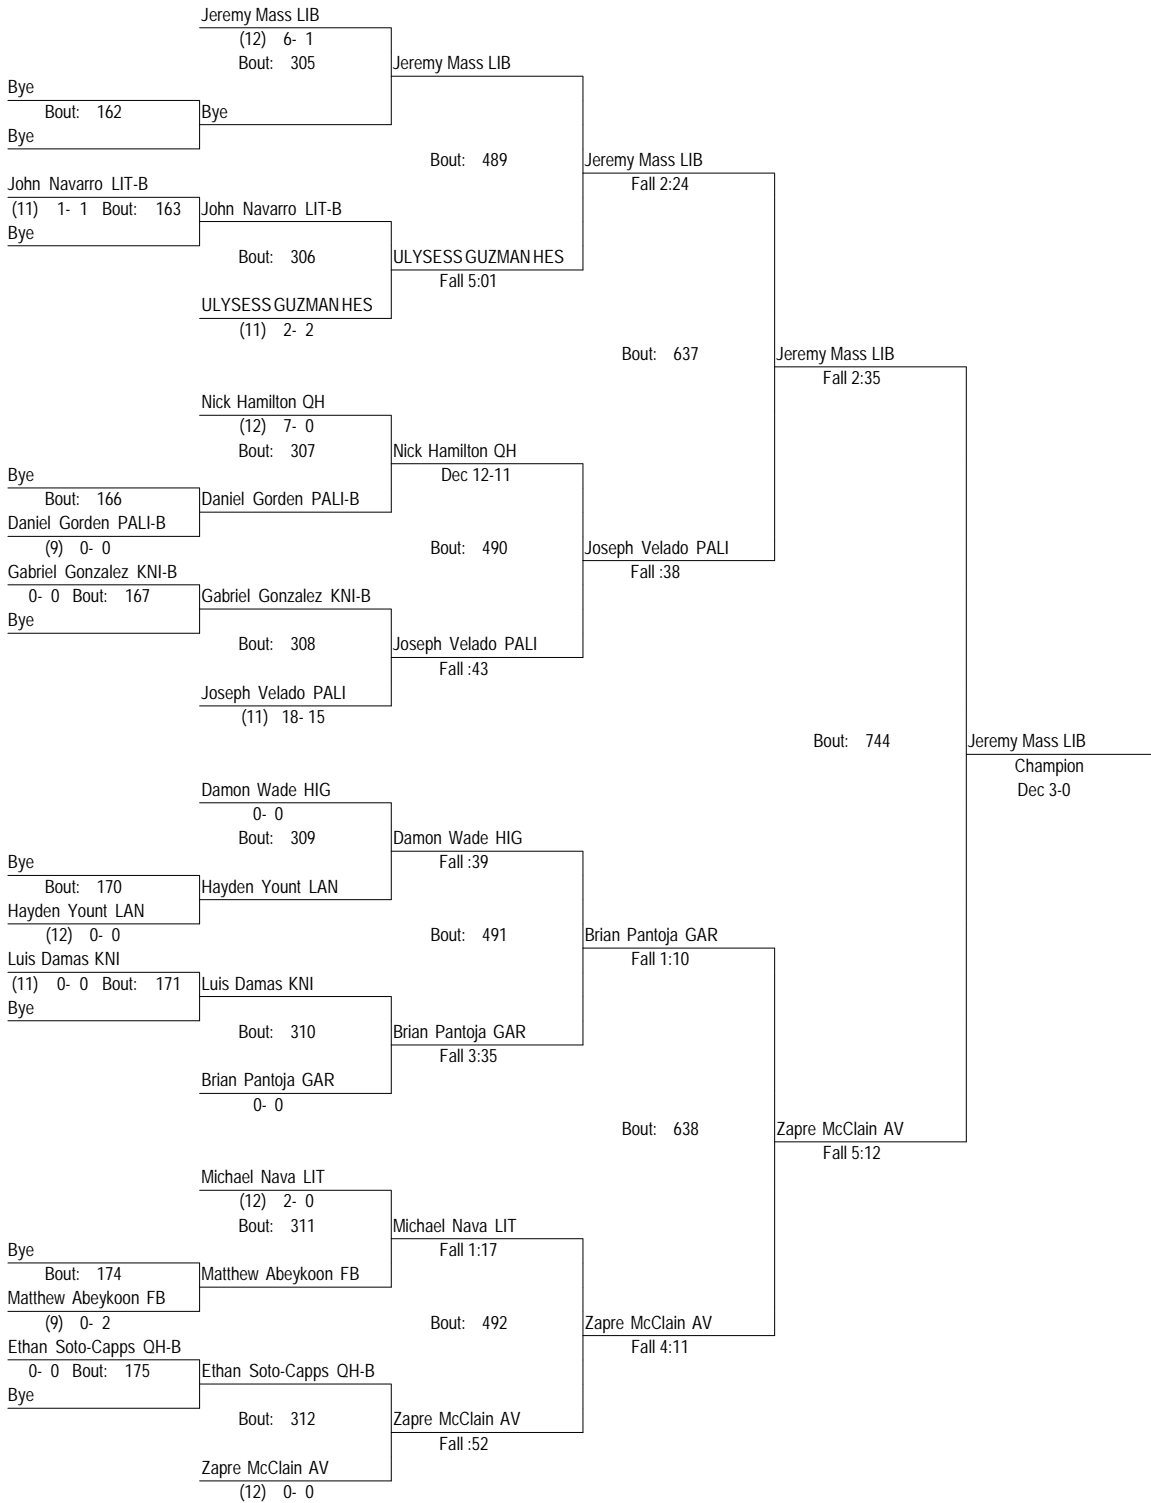 Jeremy Mass LIB
(12) 6- 1
Bout: 305
Jeremy Mass LIB
Bye
Bout: 162
Bye
Bye
Bout: 489
Jeremy Mass LIB
Fall 2:24
John Navarro LIT-B
(11) 1- 1 Bout: 163
John Navarro LIT-B
Bye
Bout: 306
ULYSESS GUZMAN HES
Fall 5:01
ULYSESS GUZMAN HES
(11) 2- 2
Bout: 637
Jeremy Mass LIB
Fall 2:35
Nick Hamilton QH
(12) 7- 0
Bout: 307
Nick Hamilton QH
Dec 12-11
Bye
Bout: 166
Daniel Gorden PALI-B
Daniel Gorden PALI-B
(9) 0- 0
Bout: 490
Joseph Velado PALI
Fall :38
Gabriel Gonzalez KNI-B
0- 0 Bout: 167
Gabriel Gonzalez KNI-B
Bye
Bout: 308
Joseph Velado PALI
Fall :43
Joseph Velado PALI
(11) 18- 15
Bout: 744
Jeremy Mass LIB
Champion
Dec 3-0
Damon Wade HIG
0- 0
Bout: 309
Damon Wade HIG
Fall :39
Bye
Bout: 170
Hayden Yount LAN
Hayden Yount LAN
(12) 0- 0
Bout: 491
Brian Pantoja GAR
Fall 1:10
Luis Damas KNI
(11) 0- 0 Bout: 171
Luis Damas KNI
Bye
Bout: 310
Brian Pantoja GAR
Fall 3:35
Brian Pantoja GAR
0- 0
Bout: 638
Zapre McClain AV
Fall 5:12
Michael Nava LIT
(12) 2- 0
Bout: 311
Michael Nava LIT
Fall 1:17
Bye
Bout: 174
Matthew Abeykoon FB
Matthew Abeykoon FB
(9) 0- 2
Bout: 492
Zapre McClain AV
Fall 4:11
Ethan Soto-Capps QH-B
0- 0 Bout: 175
Ethan Soto-Capps QH-B
Bye
Bout: 312
Zapre McClain AV
Fall :52
Zapre McClain AV
(12) 0- 0